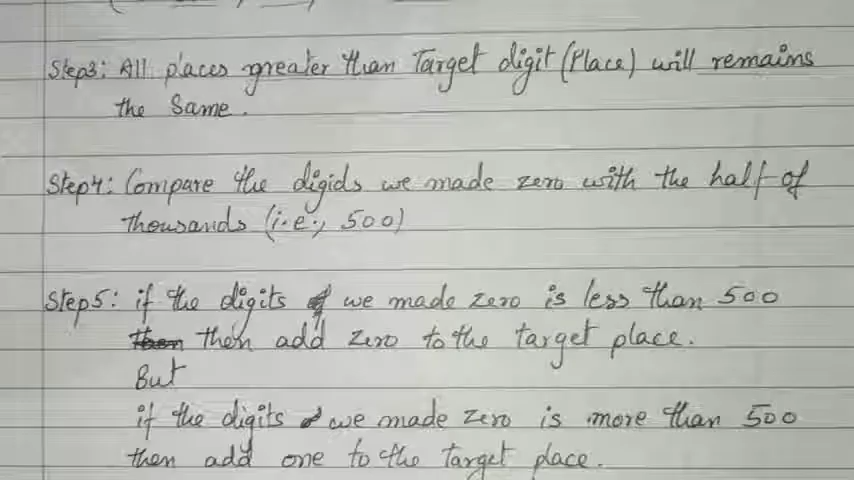 Step3: All places greater than Target digit (Place) will remains
the Same.
Step4: Compare the digids we made zero with the half of
thousands (i.e., 500)
Step5: if the digits we made zero is less than 500
then add zero to the target place.
But
if the digits we made zero is more than 500
then add one to the Target place.